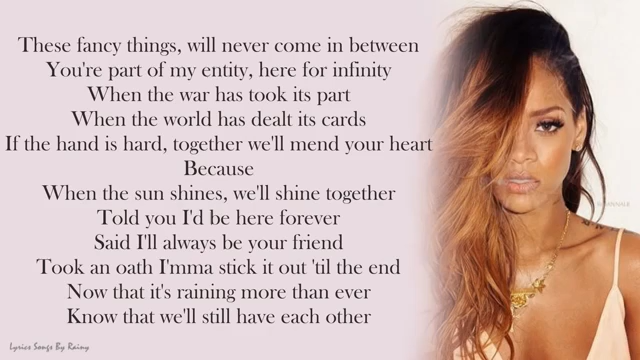 These fancy things, will never come in between
You're part of my entity, here for infinity
When the war has took its part
When the world has dealt its cards
If the hand is hard, together we'll mend your heart
Because
When the sun shines, we'll shine together
Told you I'd be here forever
Said I'll always be your friend
Took an oath I'mma stick it out 'til the end
Now that it's raining more than ever
Know that we'll still have each other
Lyrics Songs By Rainy